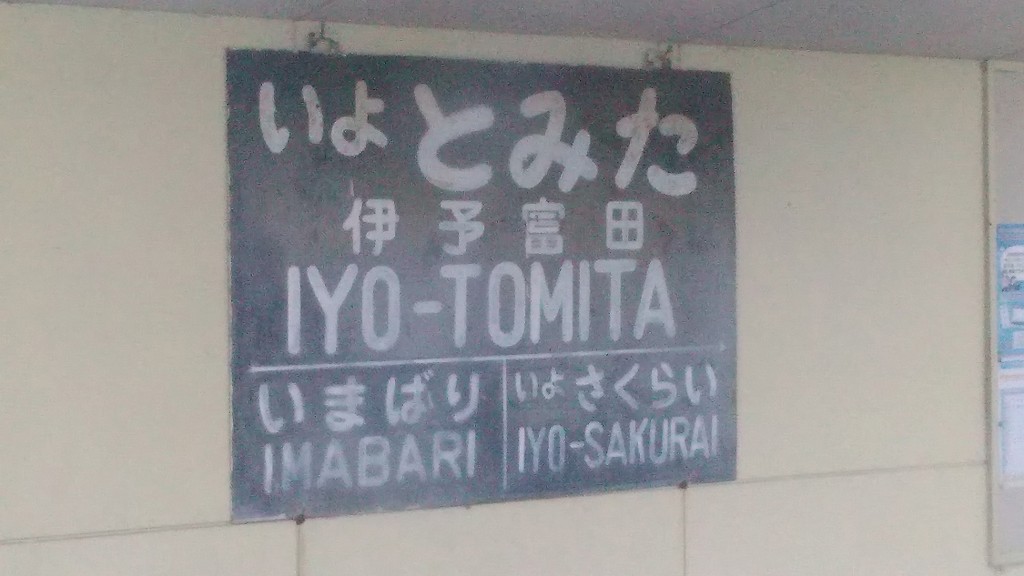 いよとみた
伊予富田
IYO-TOMITA
いまばり
IMABARI
いよさくらい
IYO-SAKURAI